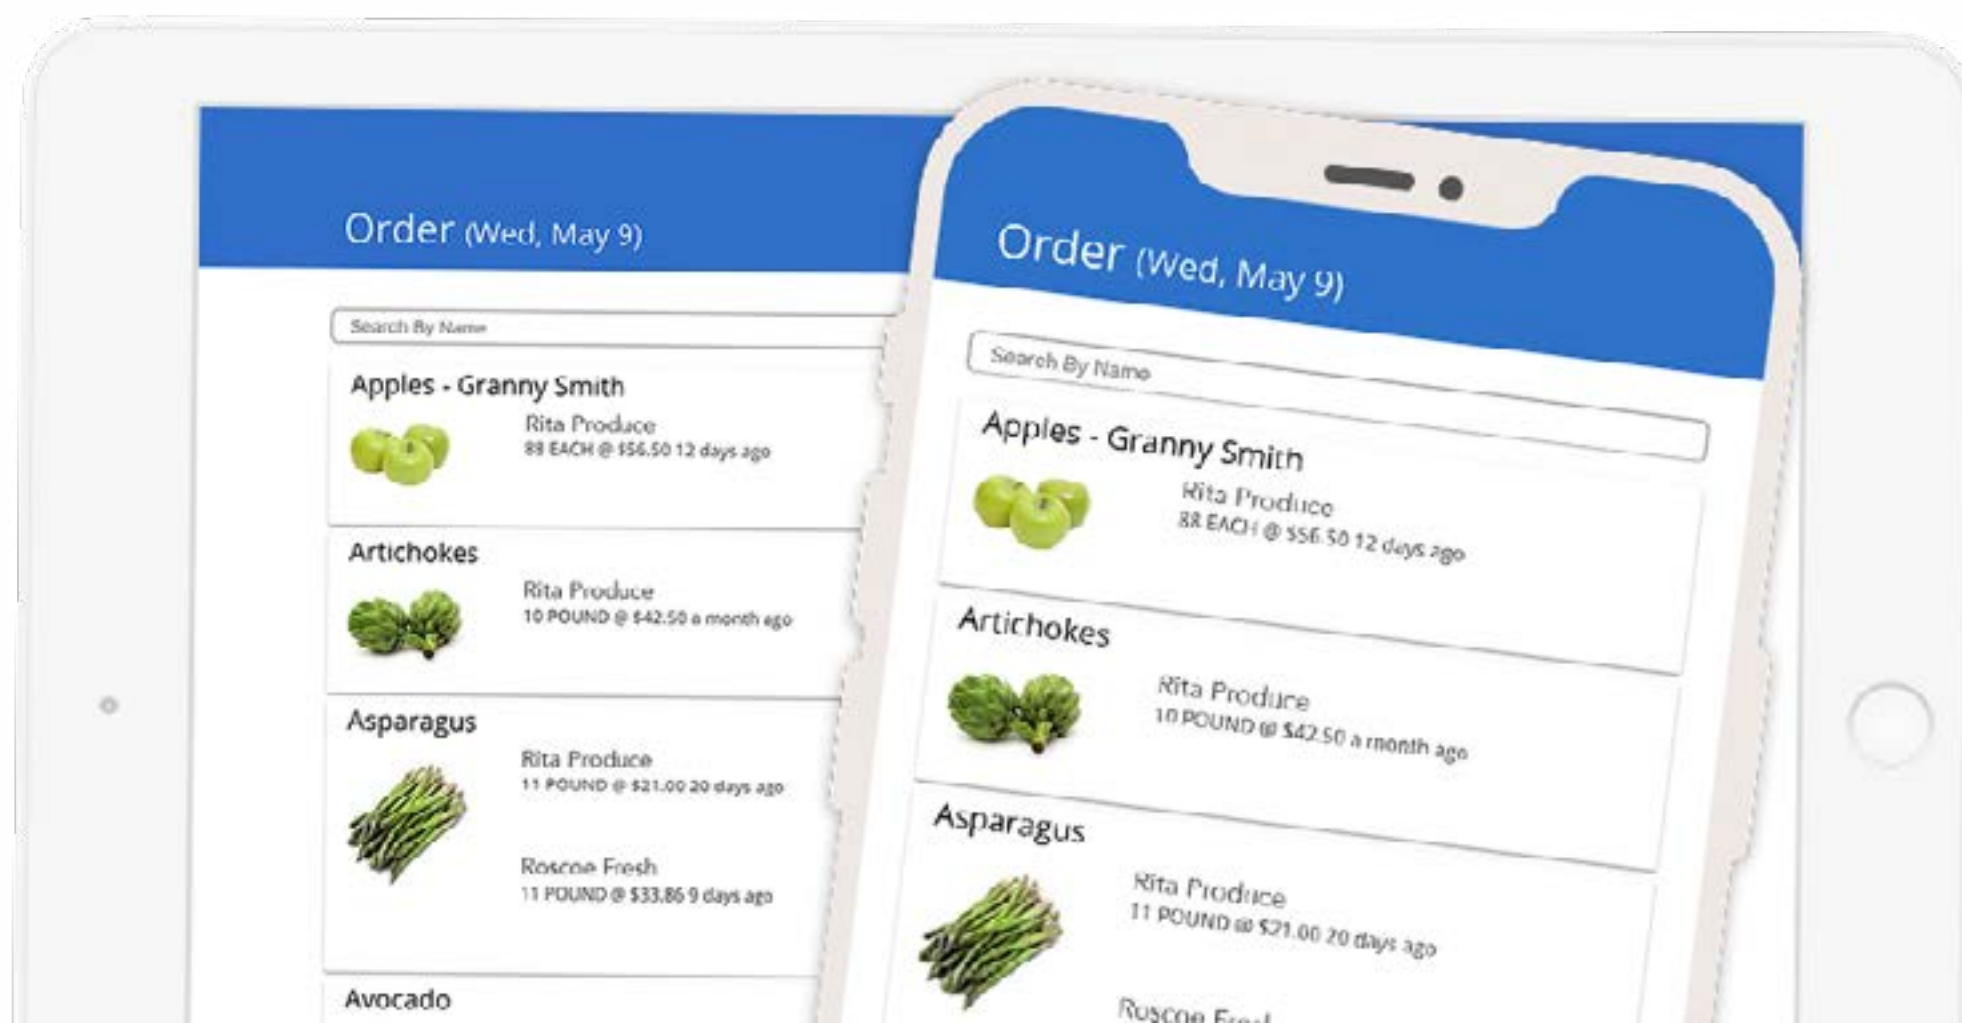 Order (Wed, May 9)
Search By Name
Apples - Granny Smith
Rita Produce
88 EACH @ $56.50 12 days ago
Artichokes
Rita Produce
10 POUND @ $42.50 a month ago
Asparagus
Rita Produce
11 POUND @ $21.00 20 days ago
Roscoe Fresh
11 POUND @ $33.86 9 days ago
Avocado
Order (Wed, May 9)
Search By Name
Apples - Granny Smith
Rita Produce
88 EACH @ $56.50 12 days ago
Artichokes
Rita Produce
10 POUND @ $42.50 a month ago
Asparagus
Rita Produce
11 POUND @ $21.00 20 days ago
Roscoe Fresh